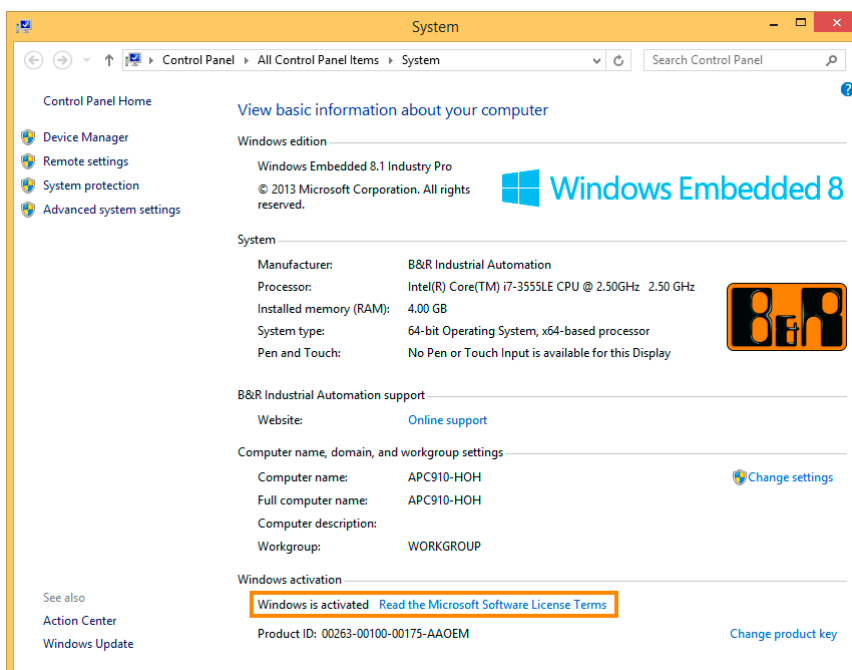 System
Control Panel All Control Panel Items System
Search Control Panel
?
Control Panel Home
Device Manager
Remote settings
System protection
Advanced system settings
View basic information about your computer
Windows edition
Windows Embedded 8.1 Industry Pro
© 2013 Microsoft Corporation. All rights
reserved.
Windows Embedded 8
System
Manufacturer: B&R Industrial Automation
Processor: Intel(R) Core(TM) i7-3555LE CPU @ 2.50GHz 2.50 GHz
Installed memory (RAM): 4.00 GB
System type: 64-bit Operating System, x64-based processor
Pen and Touch: No Pen or Touch Input is available for this Display
B&R
B&R Industrial Automation support
Website: Online support
Computer name, domain, and workgroup settings
Computer name: APC910-HOH Change settings
Full computer name: APC910-HOH
Computer description:
Workgroup: WORKGROUP
Windows activation
Windows is activated Read the Microsoft Software License Terms
Product ID: 00263-00100-00175-AAOEM Change product key
See also
Action Center
Windows Update